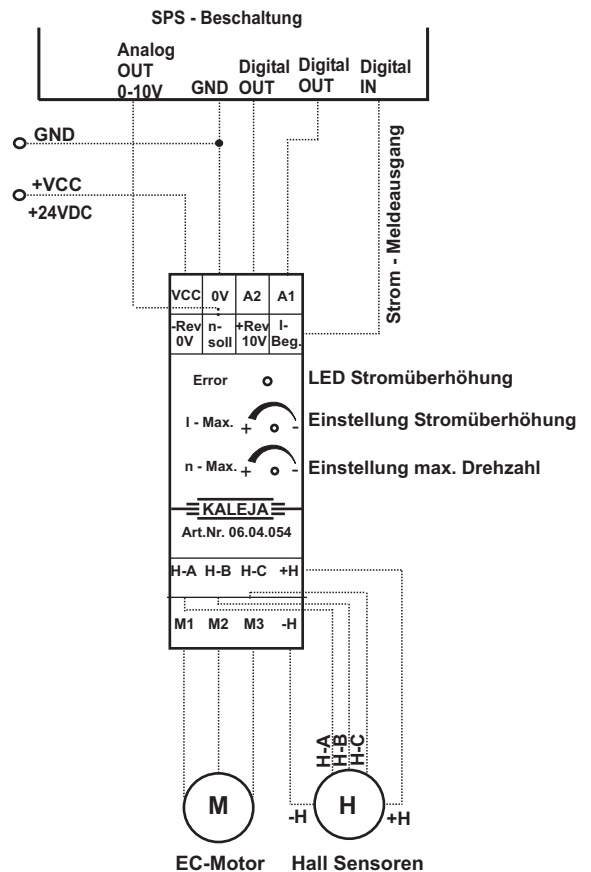 SPS - Beschaltung
Analog
OUT
0-10V
GND
Digital
OUT
Digital
OUT
Digital
IN
GND
+VCC
+24VDC
Strom - Meldeausgang
VCC 0V A2 A1
-Rev
0V
n-
soll
+Rev
10V
I-
Beg.
Error
LED Stromüberhöhung
I - Max. + -
Einstellung Stromüberhöhung
n - Max. + -
Einstellung max. Drehzahl
KALEJA
Art.Nr. 06.04.054
H-A H-B H-C +H
M1 M2 M3 -H
H-A
H-B
H-C
M
-H
H
+H
EC-Motor
Hall Sensoren